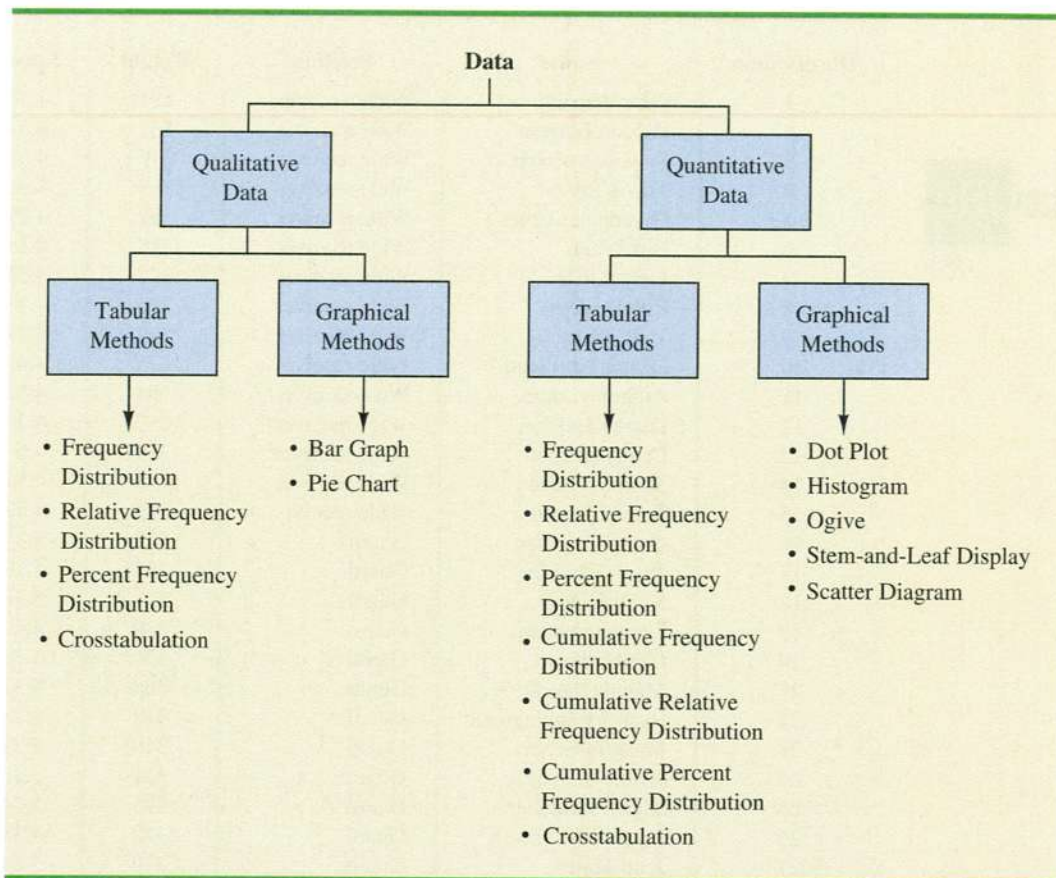 Data
Qualitative
Data
Quantitative
Data
Tabular
Methods
Graphical
Methods
Tabular
Methods
Graphical
Methods
• Frequency
Distribution
• Relative Frequency
Distribution
• Percent Frequency
Distribution
• Crosstabulation
• Bar Graph
• Pie Chart
• Frequency
Distribution
• Relative Frequency
Distribution
• Percent Frequency
Distribution
• Cumulative Frequency
Distribution
• Cumulative Relative
Frequency Distribution
• Cumulative Percent
Frequency Distribution
• Crosstabulation
• Dot Plot
• Histogram
• Ogive
• Stem-and-Leaf Display
• Scatter Diagram